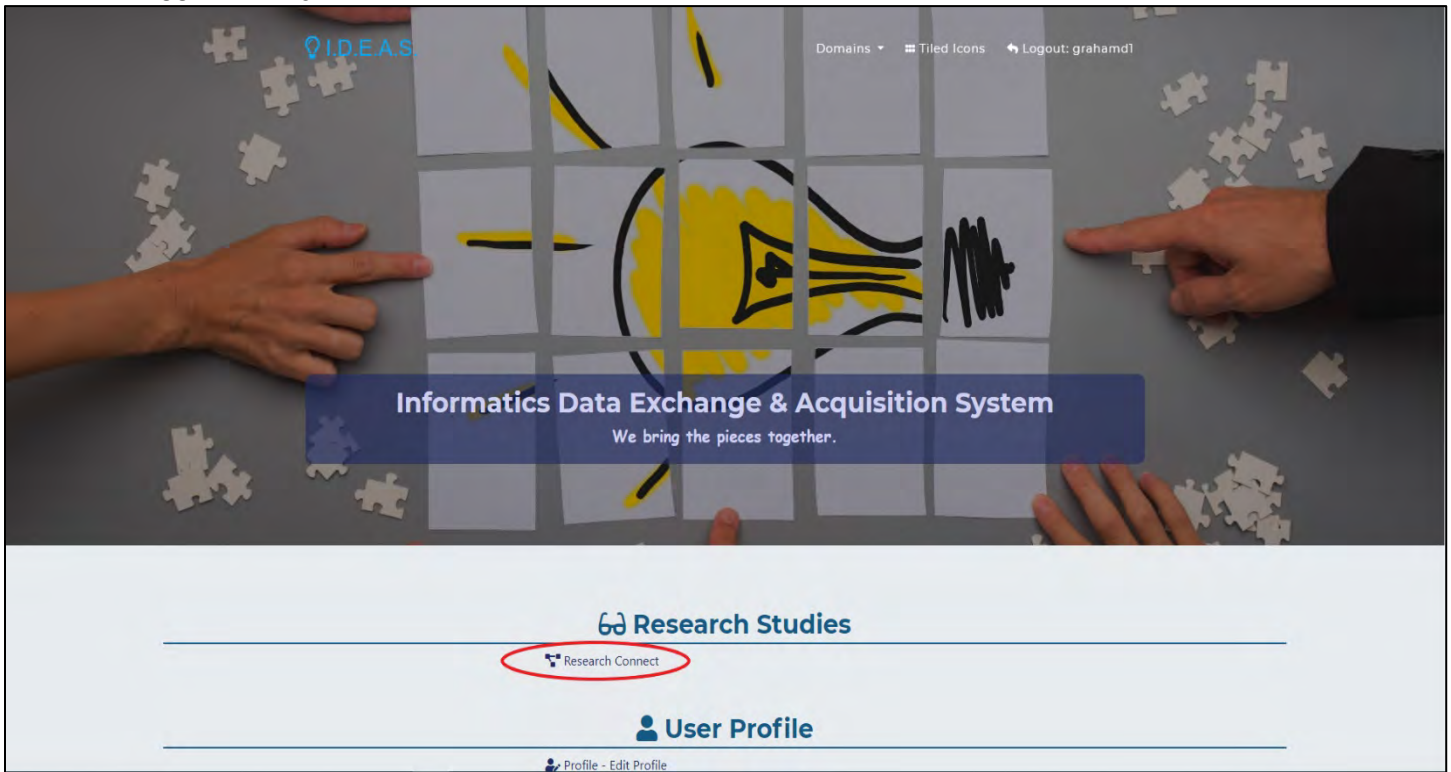 I.D.E.A.S.
Domains Tiled Icons Logout: grahamd1
Informatics Data Exchange & Acquisition System
We bring the pieces together.
Research Studies
Research Connect
User Profile
Profile - Edit Profile